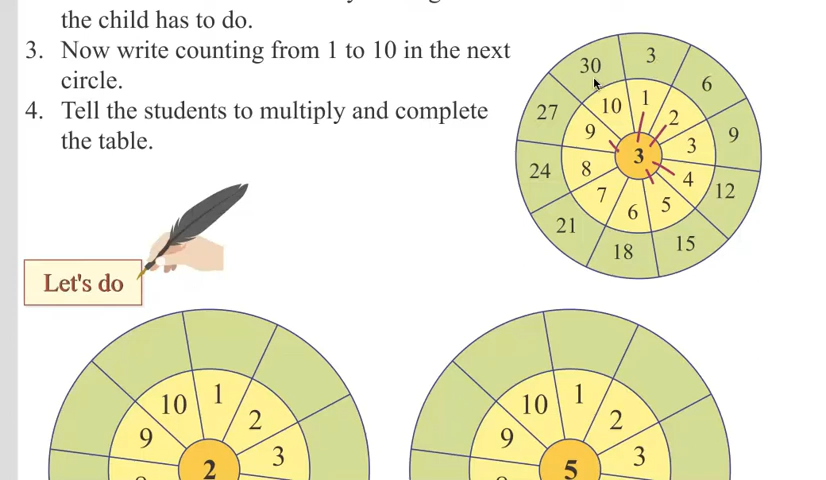 the child has to do.
3. Now write counting from 1 to 10 in the next
circle.
4. Tell the students to multiply and complete
the table.
30 3 6 9 12 15 18 21 24 27
10 1 2 3 4 5 6 7 8 9
3
Let's do
10 1 2 3
9
2
10 1 2 3
9
5